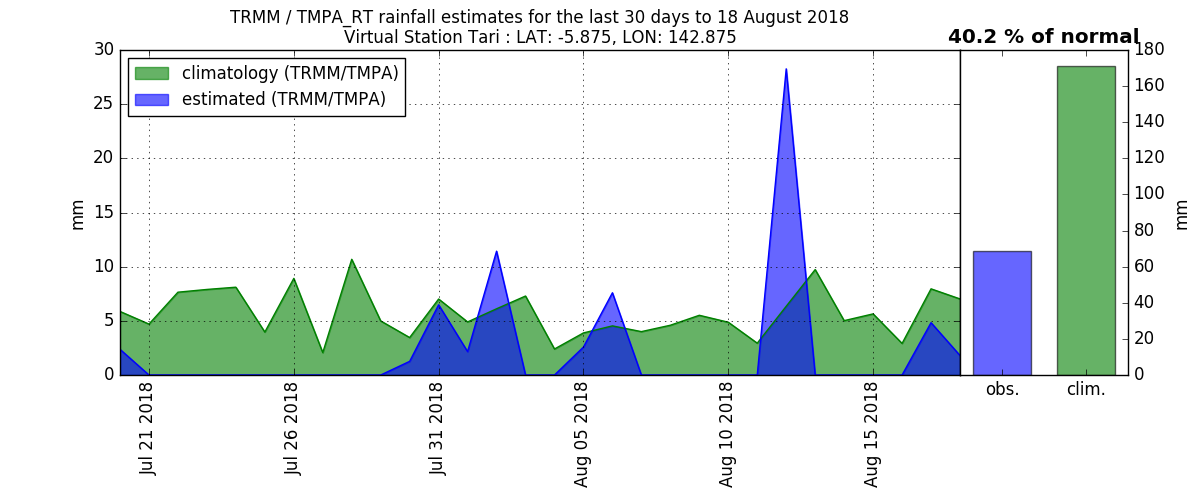 TRMM / TMPA_RT rainfall estimates for the last 30 days to 18 August 2018
Virtual Station Tari : LAT: -5.875, LON: 142.875
40.2 % of normal
climatology (TRMM/TMPA)
estimated (TRMM/TMPA)
mm
30
25
20
15
10
5
0
Jul 21 2018
Jul 26 2018
Jul 31 2018
Aug 05 2018
Aug 10 2018
Aug 15 2018
obs.
clim.
180
160
140
120
100
80
60
40
20
0
mm